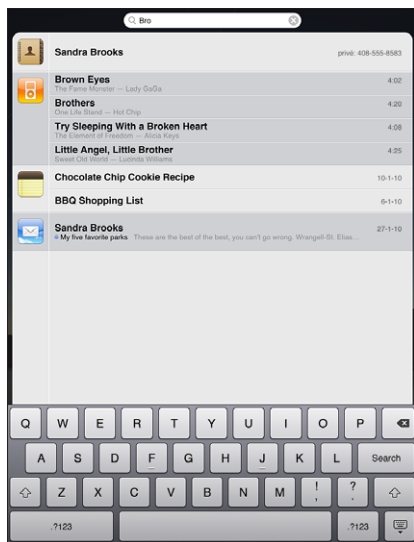 Bro
Sandra Brooks privé: 408-555-8583
Brown Eyes 4:02
The Fame Monster — Lady GaGa
Brothers 4:20
One Life Stand — Hot Chip
Try Sleeping With a Broken Heart 4:08
The Element of Freedom — Alicia Keys
Little Angel, Little Brother 4:25
Sweet Old World — Lucinda Williams
Chocolate Chip Cookie Recipe 10-1-10
BBQ Shopping List 6-1-10
Sandra Brooks 27-1-10
My five favorite parks These are the best of the best, you can't go wrong. Wrangell-St. Elias...
Q W E R T Y U I O P
A S D F G H J K L Search
Z X C V B N M ! , ? .
.?123 .?123